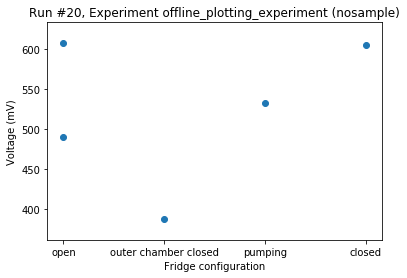 Run #20, Experiment offline_plotting_experiment (nosample)
600
550
500
450
400
Voltage (mV)
open outer chamber closed pumping closed
Fridge configuration